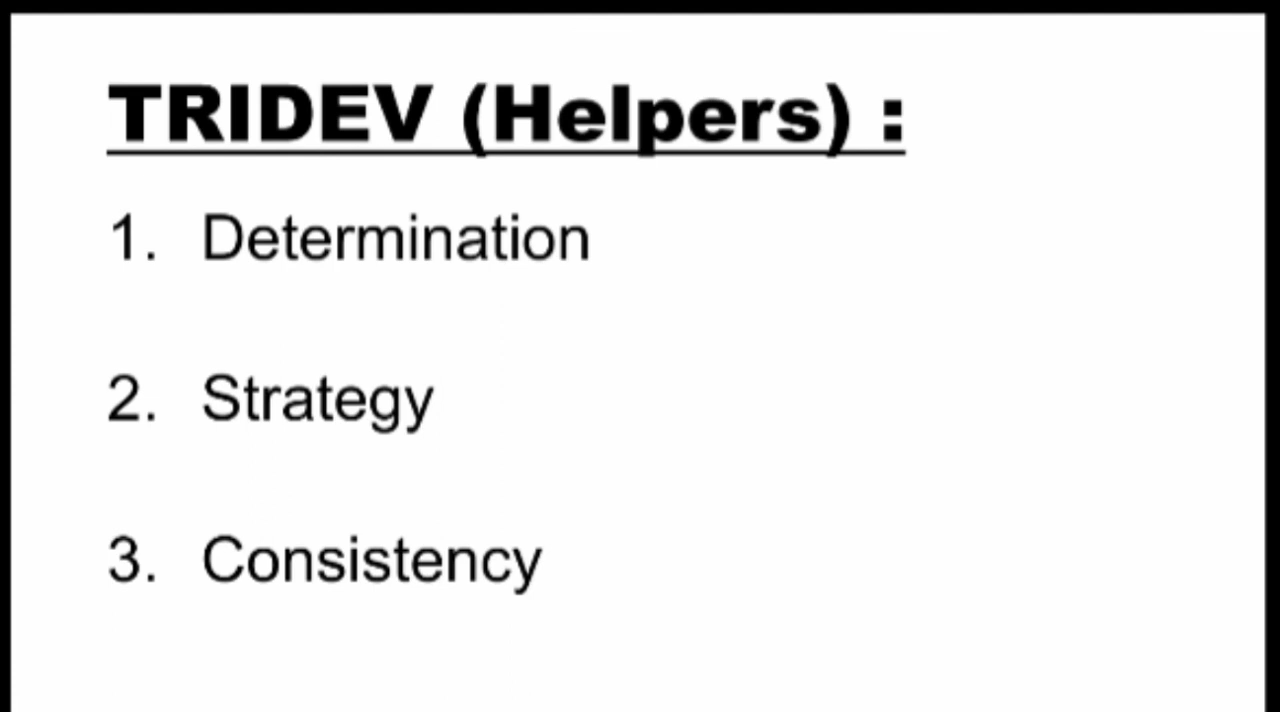 TRIDEV (Helpers) :
1. Determination
2. Strategy
3. Consistency